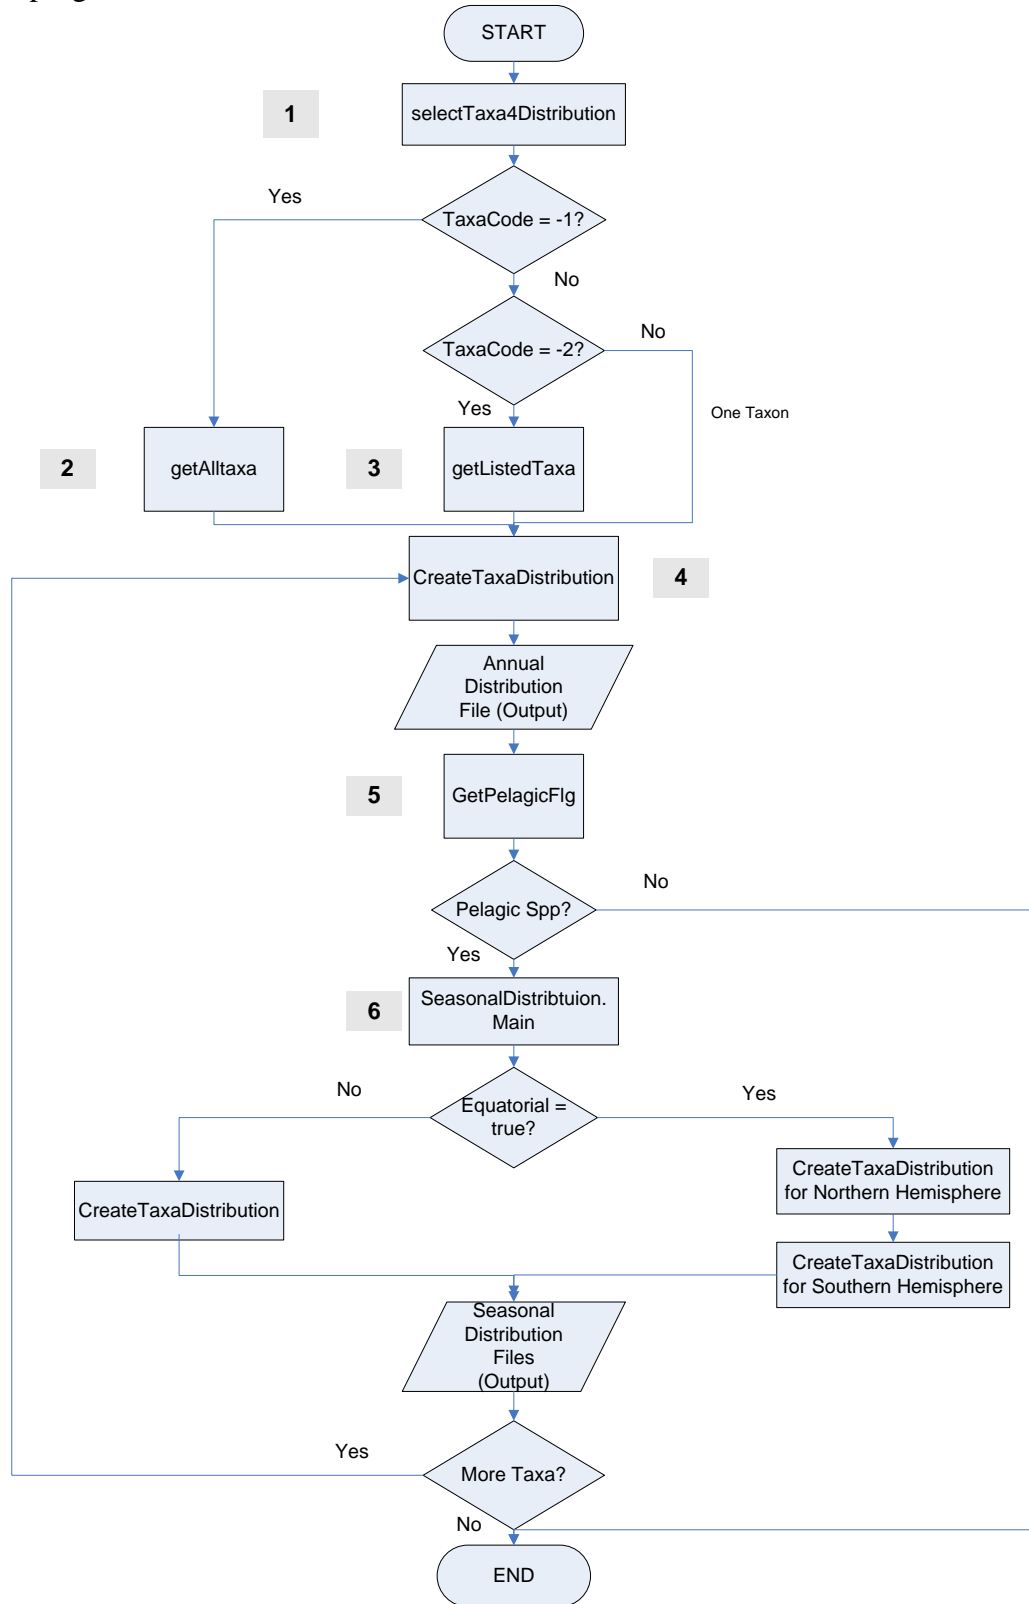 START
1
selectTaxa4Distribution
Yes
TaxaCode = -1?
No
TaxaCode = -2?
No
One Taxon
Yes
2
getAlltaxa
3
getListedTaxa
CreateTaxaDistribution
4
Annual
Distribution
File (Output)
5
GetPelagicFlg
Pelagic Spp?
No
Yes
6
SeasonalDistribtuion.
Main
No
Equatorial =
true?
Yes
CreateTaxaDistribution
for Northern Hemisphere
CreateTaxaDistribution
CreateTaxaDistribution
for Southern Hemisphere
Seasonal
Distribution
Files
(Output)
Yes
More Taxa?
No
END